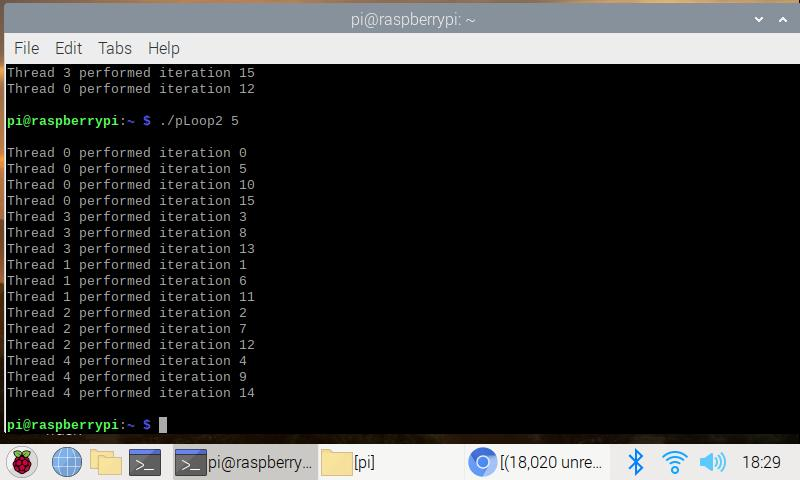 pi@raspberrypi: ~
File Edit Tabs Help
Thread 3 performed iteration 15
Thread 0 performed iteration 12
pi@raspberrypi:~ $ ./pLoop2 5
Thread 0 performed iteration 0
Thread 0 performed iteration 5
Thread 0 performed iteration 10
Thread 0 performed iteration 15
Thread 3 performed iteration 3
Thread 3 performed iteration 8
Thread 3 performed iteration 13
Thread 1 performed iteration 1
Thread 1 performed iteration 6
Thread 1 performed iteration 11
Thread 2 performed iteration 2
Thread 2 performed iteration 7
Thread 2 performed iteration 12
Thread 4 performed iteration 4
Thread 4 performed iteration 9
Thread 4 performed iteration 14
pi@raspberrypi:~ $
pi@raspberry... [pi] [(18,020 unre... 18:29